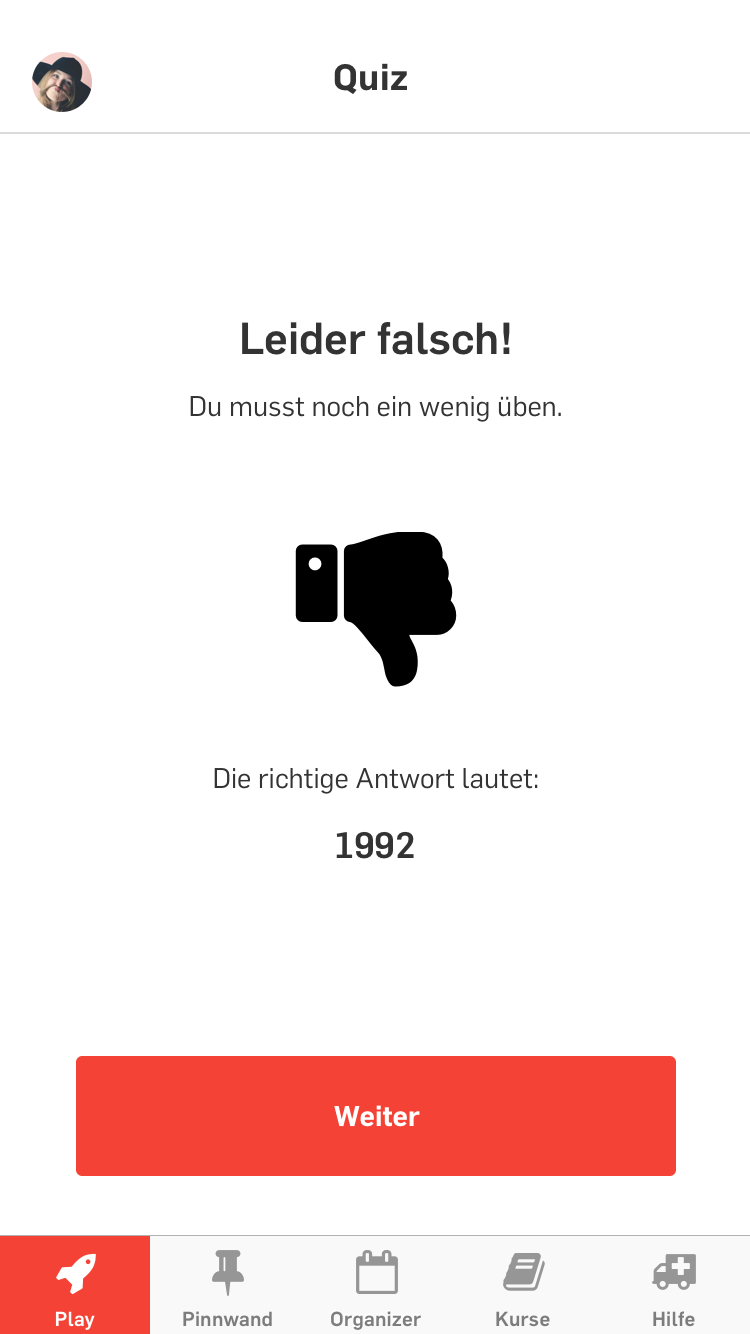 Quiz
Leider falsch!
Du musst noch ein wenig üben.
Die richtige Antwort lautet:
1992
Weiter
Play
Pinnwand
Organizer
Kurse
Hilfe